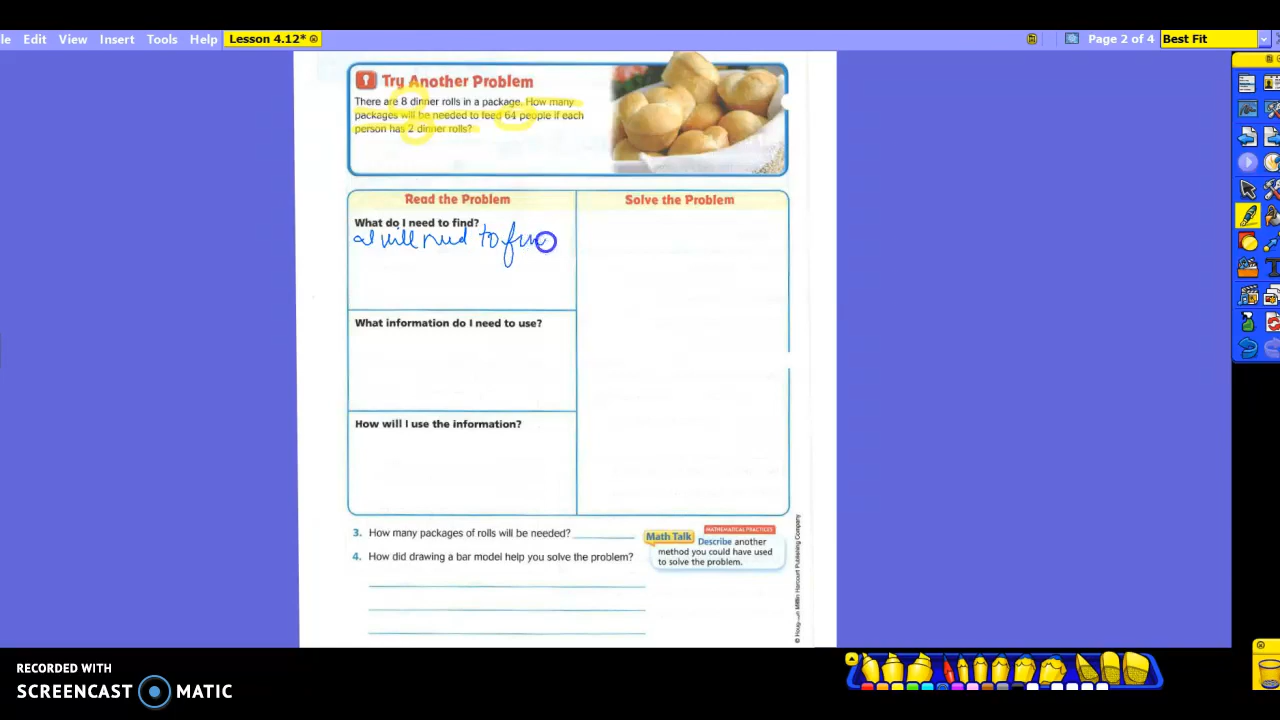 Edit View Insert Tools Help Lesson 4.12* Page 2 of 4 Best Fit
Try Another Problem
There are 8 dinner rolls in a package. How many
packages will be needed to feed 64 people if each
person has 2 dinner rolls?
Read the Problem
Solve the Problem
What do I need to find?
I will need to fin
What information do I need to use?
How will I use the information?
3. How many packages of rolls will be needed?
4. How did drawing a bar model help you solve the problem?
MATHEMATICAL PRACTICES
Math Talk Describe another
method you could have used
to solve the problem.
Harcourt Publishing Company
RECORDED WITH
SCREENCAST MATIC